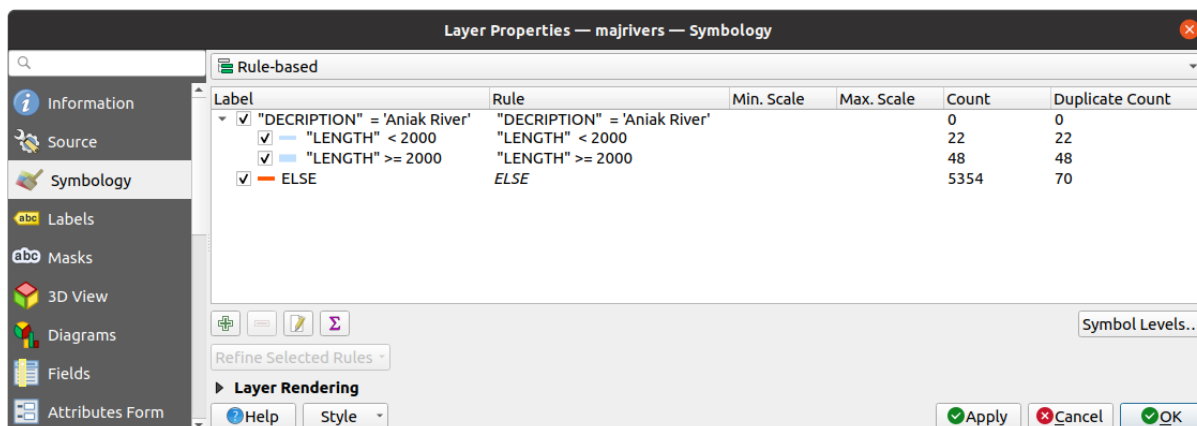 Layer Properties — majrivers — Symbology
Rule-based
Information
Source
Symbology
Labels
Masks
3D View
Diagrams
Fields
Attributes Form
abc
abc
Label Rule Min. Scale Max. Scale Count Duplicate Count
"DECRIPTION" = 'Aniak River' "DECRIPTION" = 'Aniak River' 0 0
"LENGTH" < 2000 "LENGTH" < 2000 22 22
"LENGTH" >= 2000 "LENGTH" >= 2000 48 48
ELSE ELSE 5354 70
Σ
Symbol Levels...
Refine Selected Rules
Layer Rendering
Help Style Apply Cancel OK